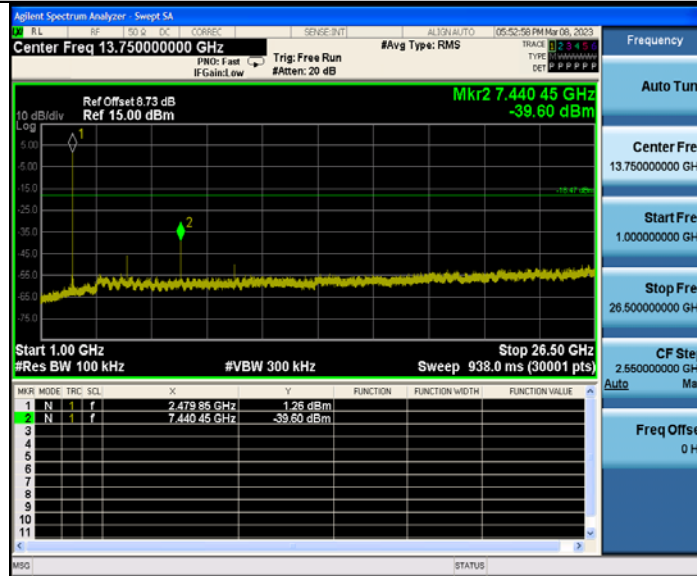 Agilent Spectrum Analyzer - Swept SA
RL RF 50 Ω DC CORREC SENSE:INT ALIGN AUTO 05:52:58 PM Mar 08, 2023
Center Freq 13.750000000 GHz
#Avg Type: RMS
TRACE 1 2 3 4 5 6
PNO: Fast
Trig: Free Run
TYPE M
IFGain:Low
#Atten: 20 dB
DET P P P P P P
Mkr2 7.440 45 GHz
-39.60 dBm
Ref Offset 8.73 dB
10 dB/div Ref 15.00 dBm
Log
1
5.00
-5.00
-15.0
-18.47 dBm
-25.0
2
-35.0
-45.0
-55.0
-65.0
-75.0
Start 1.00 GHz
Stop 26.50 GHz
#Res BW 100 kHz
#VBW 300 kHz
Sweep 938.0 ms (30001 pts)
MKR MODE TRC SCL X Y FUNCTION FUNCTION WIDTH FUNCTION VALUE
1 N 1 f 2.479 85 GHz 1.26 dBm
2 N 1 f 7.440 45 GHz -39.60 dBm
3
4
5
6
7
8
9
10
11
MSG
STATUS
Frequency
Auto Tun
Center Fre
13.750000000 GH
Start Fre
1.000000000 GH
Stop Fre
26.500000000 GH
CF Ste
2.550000000 GH
Auto Ma
Freq Offse
0 H